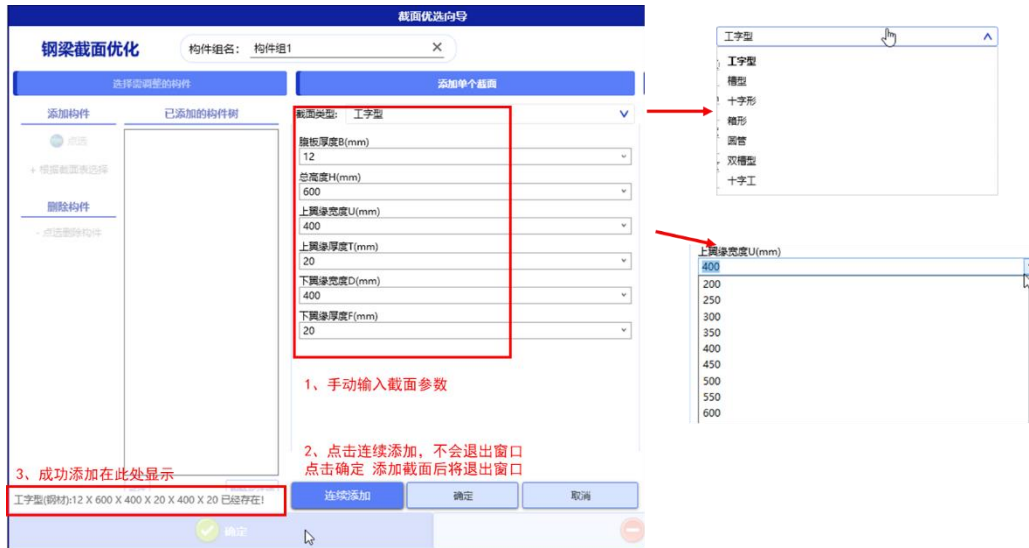 截面优选向导
钢梁截面优化
构件组名: 构件组1
选择需调整的构件
添加单个截面
添加构件
已添加的构件树
点选
+ 根据截面表选择
删除构件
- 点选删除构件
截面类型: 工字型
腹板厚度B(mm)
12
总高度H(mm)
600
上翼缘宽度U(mm)
400
上翼缘厚度T(mm)
20
下翼缘宽度D(mm)
400
下翼缘厚度F(mm)
20
1、手动输入截面参数
2、点击连续添加，不会退出窗口
点击确定 添加截面后将退出窗口
3、成功添加在此处显示
工字型(钢材):12 X 600 X 400 X 20 X 400 X 20 已经存在!
连续添加
确定
取消
确定
工字型
工字型
槽型
十字形
箱形
圆管
双槽型
十字工
上翼缘宽度U(mm)
400
200
250
300
350
400
450
500
550
600